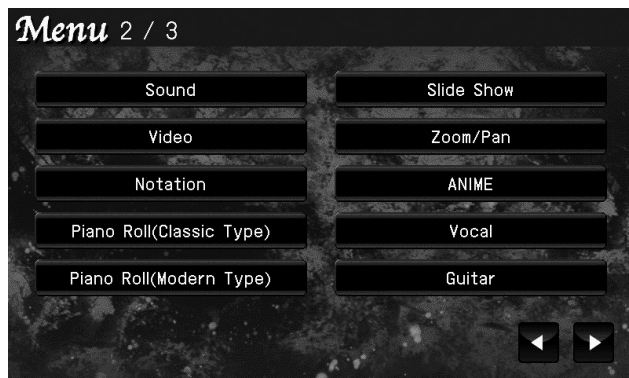 Menu 2 / 3
Sound
Slide Show
Video
Zoom/Pan
Notation
ANIME
Piano Roll(Classic Type)
Vocal
Piano Roll(Modern Type)
Guitar